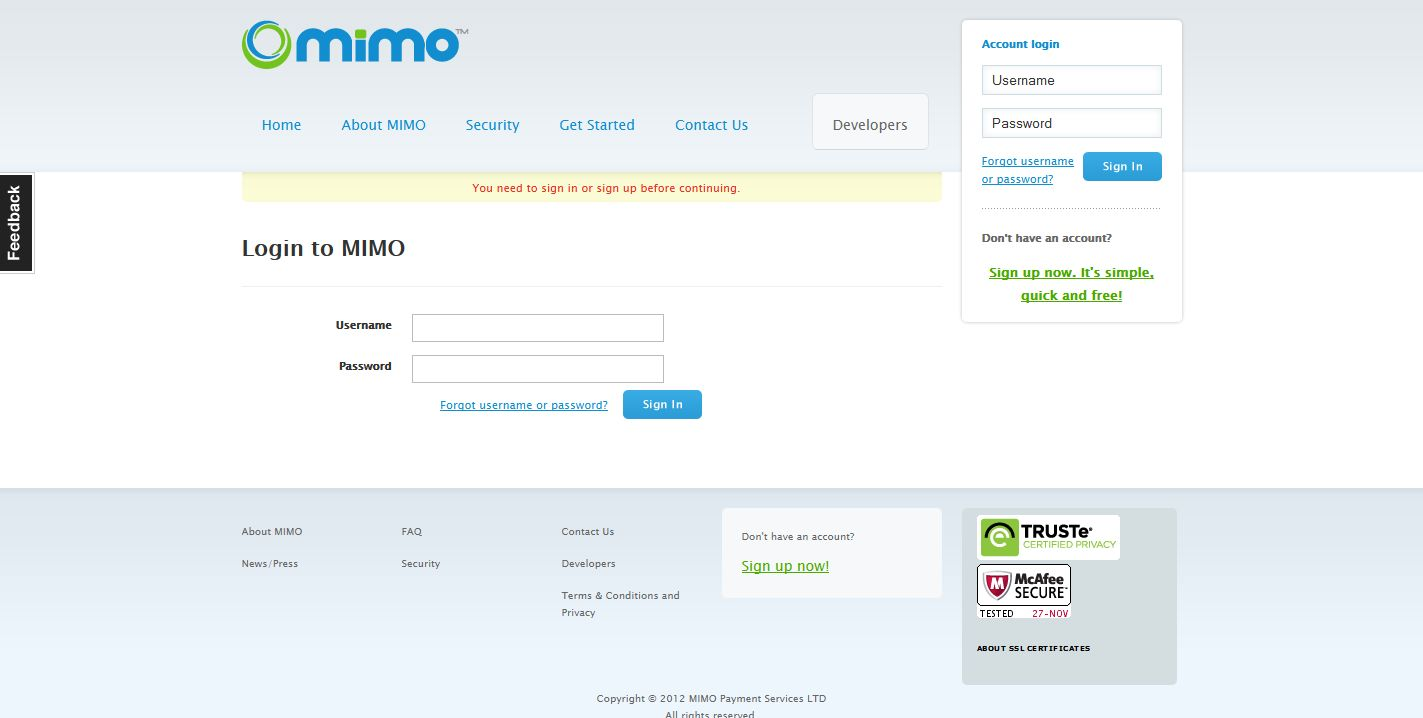 mimo™
Home
About MIMO
Security
Get Started
Contact Us
Developers
Account login
Username
Password
Forgot username
or password?
Sign In
Don't have an account?
Sign up now. It's simple,
quick and free!
Feedback
You need to sign in or sign up before continuing.
Login to MIMO
Username
Password
Forgot username or password?
Sign In
About MIMO
News/Press
FAQ
Security
Contact Us
Developers
Terms & Conditions and
Privacy
Don't have an account?
Sign up now!
e
TRUSTe®
CERTIFIED PRIVACY
M
McAfee
SECURE™
TESTED 27-NOV
ABOUT SSL CERTIFICATES
Copyright © 2012 MIMO Payment Services LTD
All rights reserved